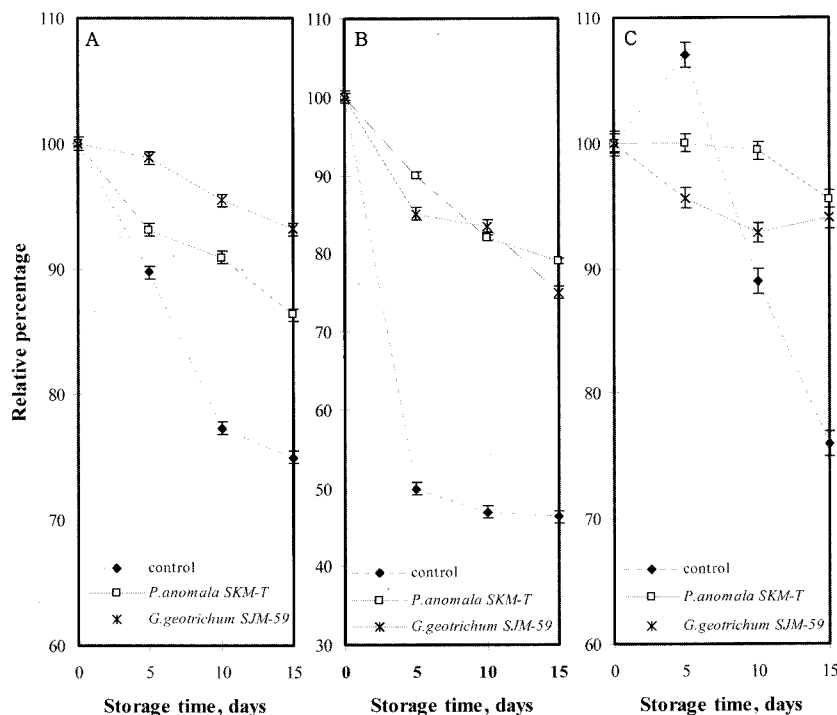 Relative percentage
A
110
100
90
80
70
60
0 5 10 15
Storage time, days
control
P.anomala SKM-T
G.geotrichum SJM-59
B
110
100
90
80
70
60
50
40
30
0 5 10 15
Storage time, days
control
P.anomala SKM-T
G.geotrichum SJM-59
C
110
100
90
80
70
60
0 5 10 15
Storage time, days
control
P.anomala SKM-T
G.geotrichum SJM-59